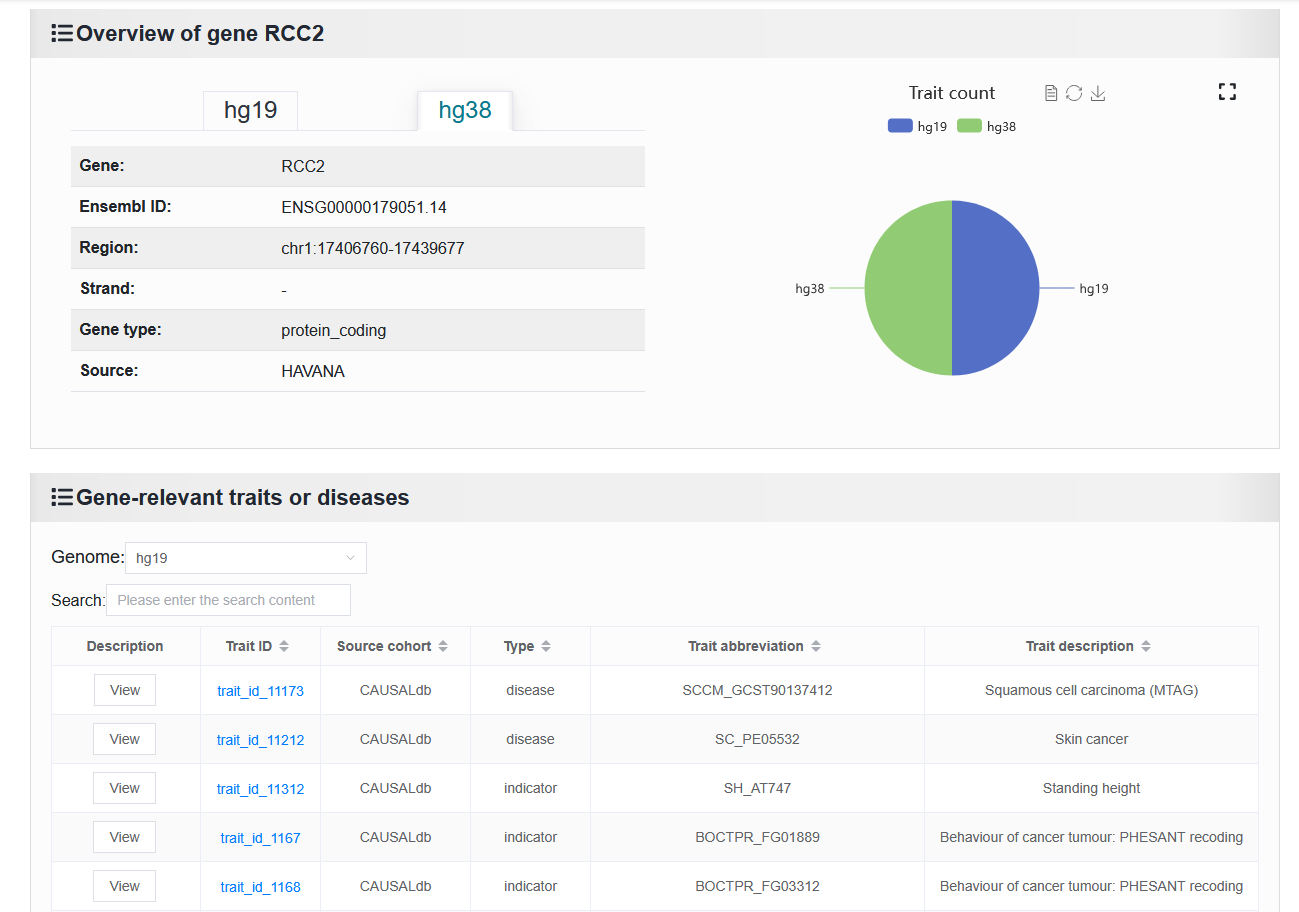 Overview of gene RCC2
hg19 hg38
Trait count
hg19 hg38
Gene: RCC2
Ensembl ID: ENSG00000179051.14
Region: chr1:17406760-17439677
Strand: -
Gene type: protein_coding
Source: HAVANA
hg38 hg19
Gene-relevant traits or diseases
Genome: hg19
Search: Please enter the search content
Description Trait ID Source cohort Type Trait abbreviation Trait description
View trait_id_11173 CAUSALdb disease SCCM_GCST90137412 Squamous cell carcinoma (MTAG)
View trait_id_11212 CAUSALdb disease SC_PE05532 Skin cancer
View trait_id_11312 CAUSALdb indicator SH_AT747 Standing height
View trait_id_1167 CAUSALdb indicator BOCTPR_FG01889 Behaviour of cancer tumour: PHESANT recoding
View trait_id_1168 CAUSALdb indicator BOCTPR_FG03312 Behaviour of cancer tumour: PHESANT recoding